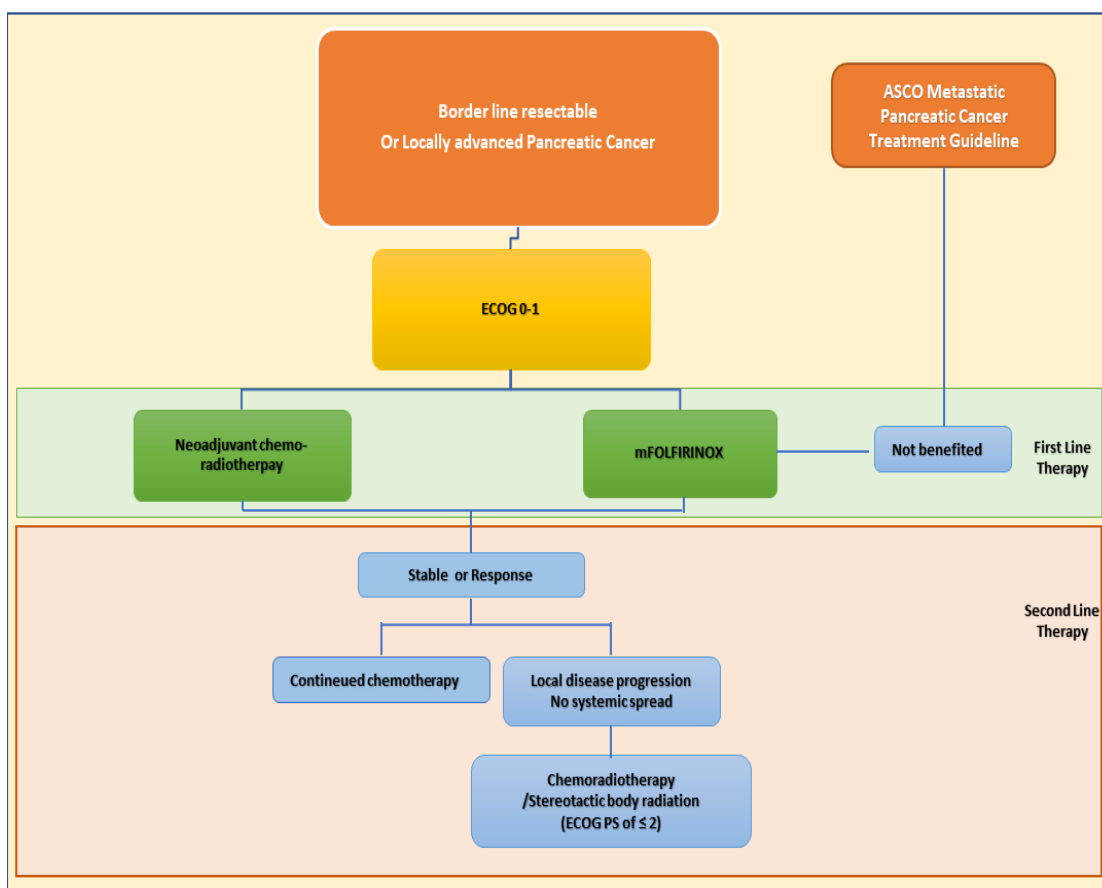 Border line resectable
Or Locally advanced Pancreatic Cancer
ASCO Metastatic
Pancreatic Cancer
Treatment Guideline
ECOG 0-1
Neoadjuvant chemo-
radiotherpay
mFOLFIRINOX
Not benefited
First Line
Therapy
Stable or Response
Second Line
Therapy
Contineued chemotherapy
Local disease progression
No systemic spread
Chemoradiotherapy
/Stereotactic body radiation
(ECOG PS of ≤ 2)